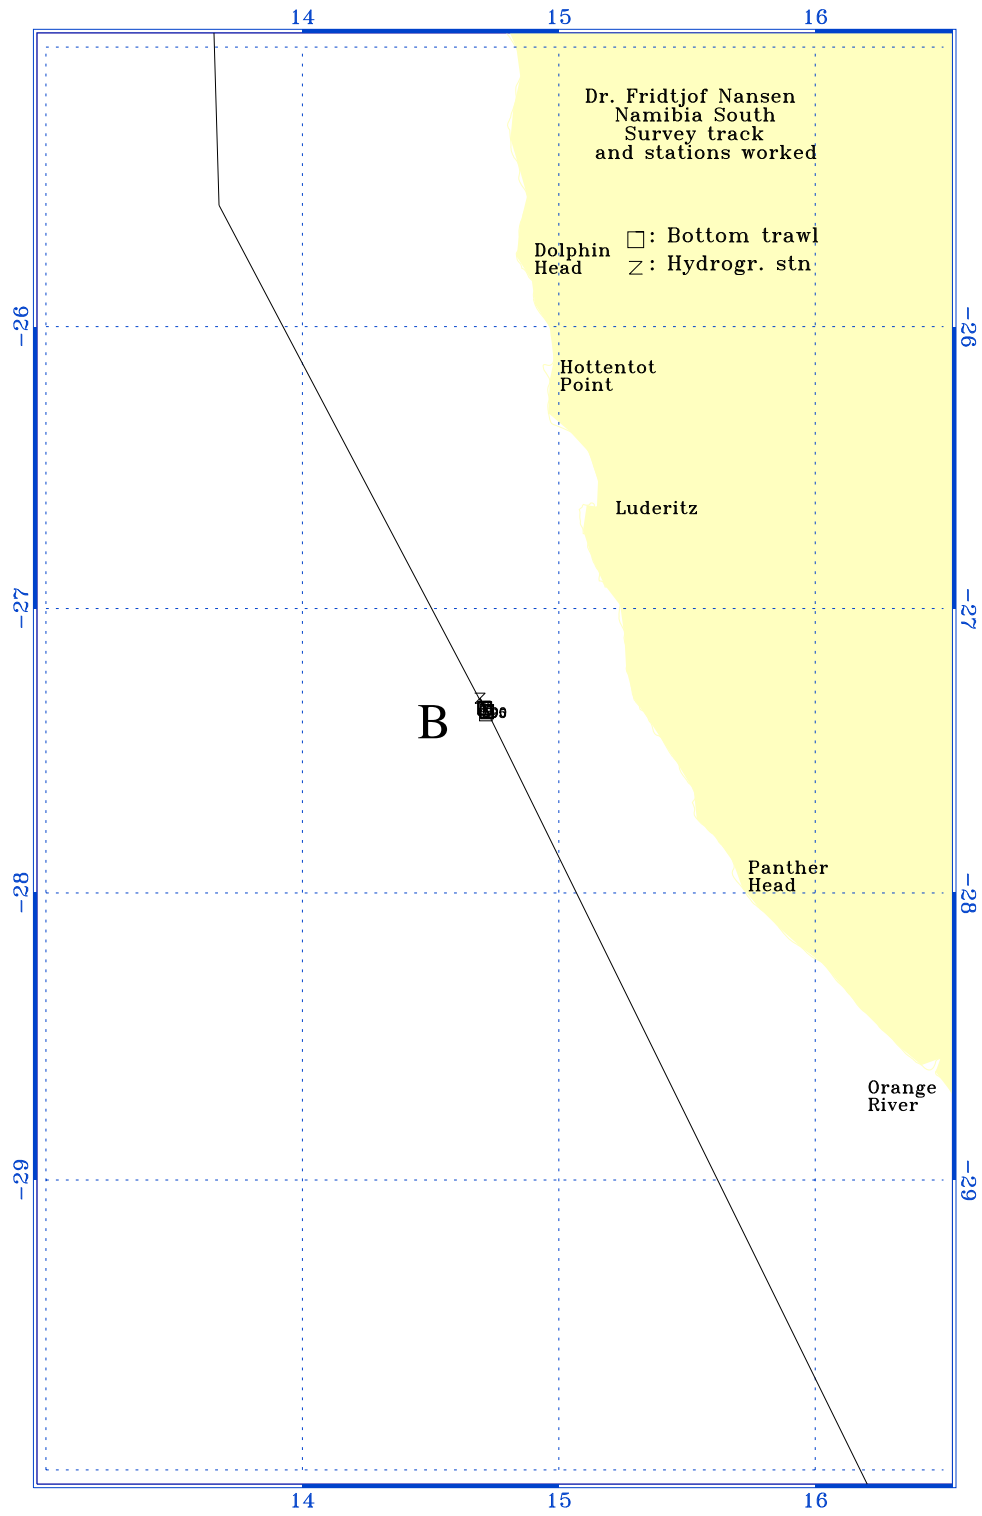 14 15 16
Dr. Fridtjof Nansen
Namibia South
Survey track
and stations worked
: Bottom trawl
: Hydrogr. stn
Dolphin
Head
-26 -26
Hottentot
Point
Luderitz
-27 -27
B
Panther
Head
-28 -28
Orange
River
-29 -29
14 15 16